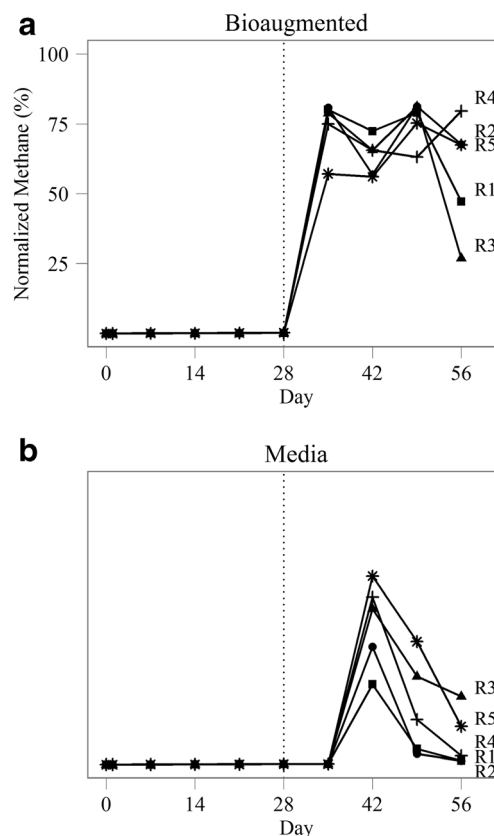 a
Bioaugmented
Normalized Methane (%)
100
75
50
25
R4
R2
R5
R1
R3
0 14 28 42 56
Day
b
Media
R3
R5
R4
R1
R2
0 14 28 42 56
Day